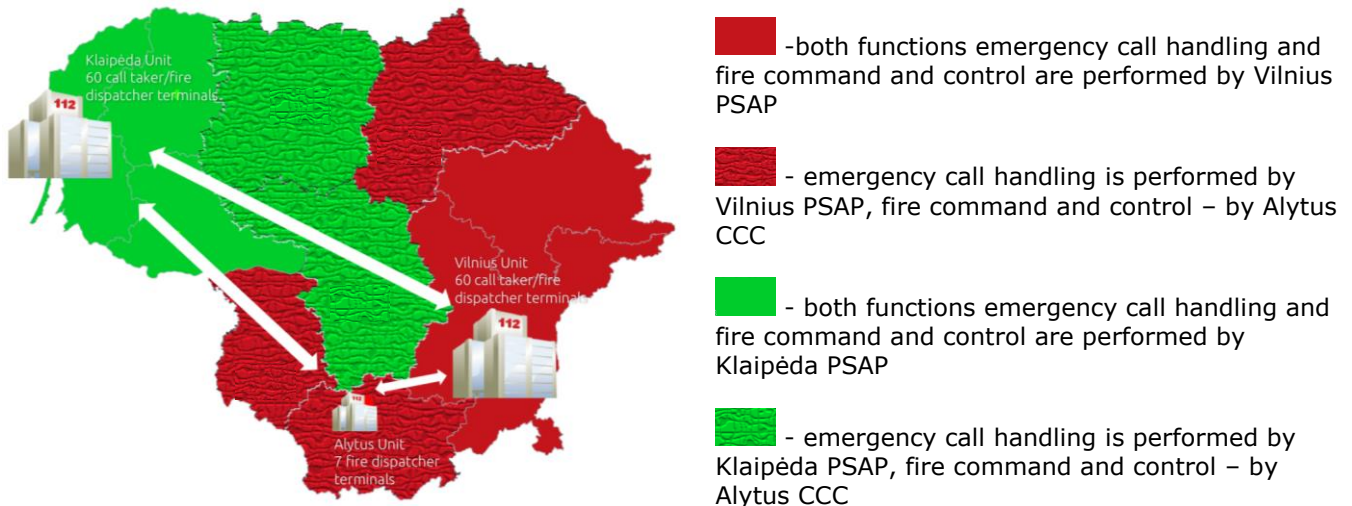 Klaipėda Unit
60 call taker/fire
dispatcher terminals
112
Vilnius Unit
60 call taker/fire
dispatcher terminals
112
112
Alytus Unit
7 fire dispatcher
terminals
-both functions emergency call handling and
fire command and control are performed by Vilnius
PSAP
- emergency call handling is performed by
Vilnius PSAP, fire command and control – by Alytus
CCC
- both functions emergency call handling and
fire command and control are performed by
Klaipėda PSAP
- emergency call handling is performed by
Klaipėda PSAP, fire command and control – by
Alytus CCC